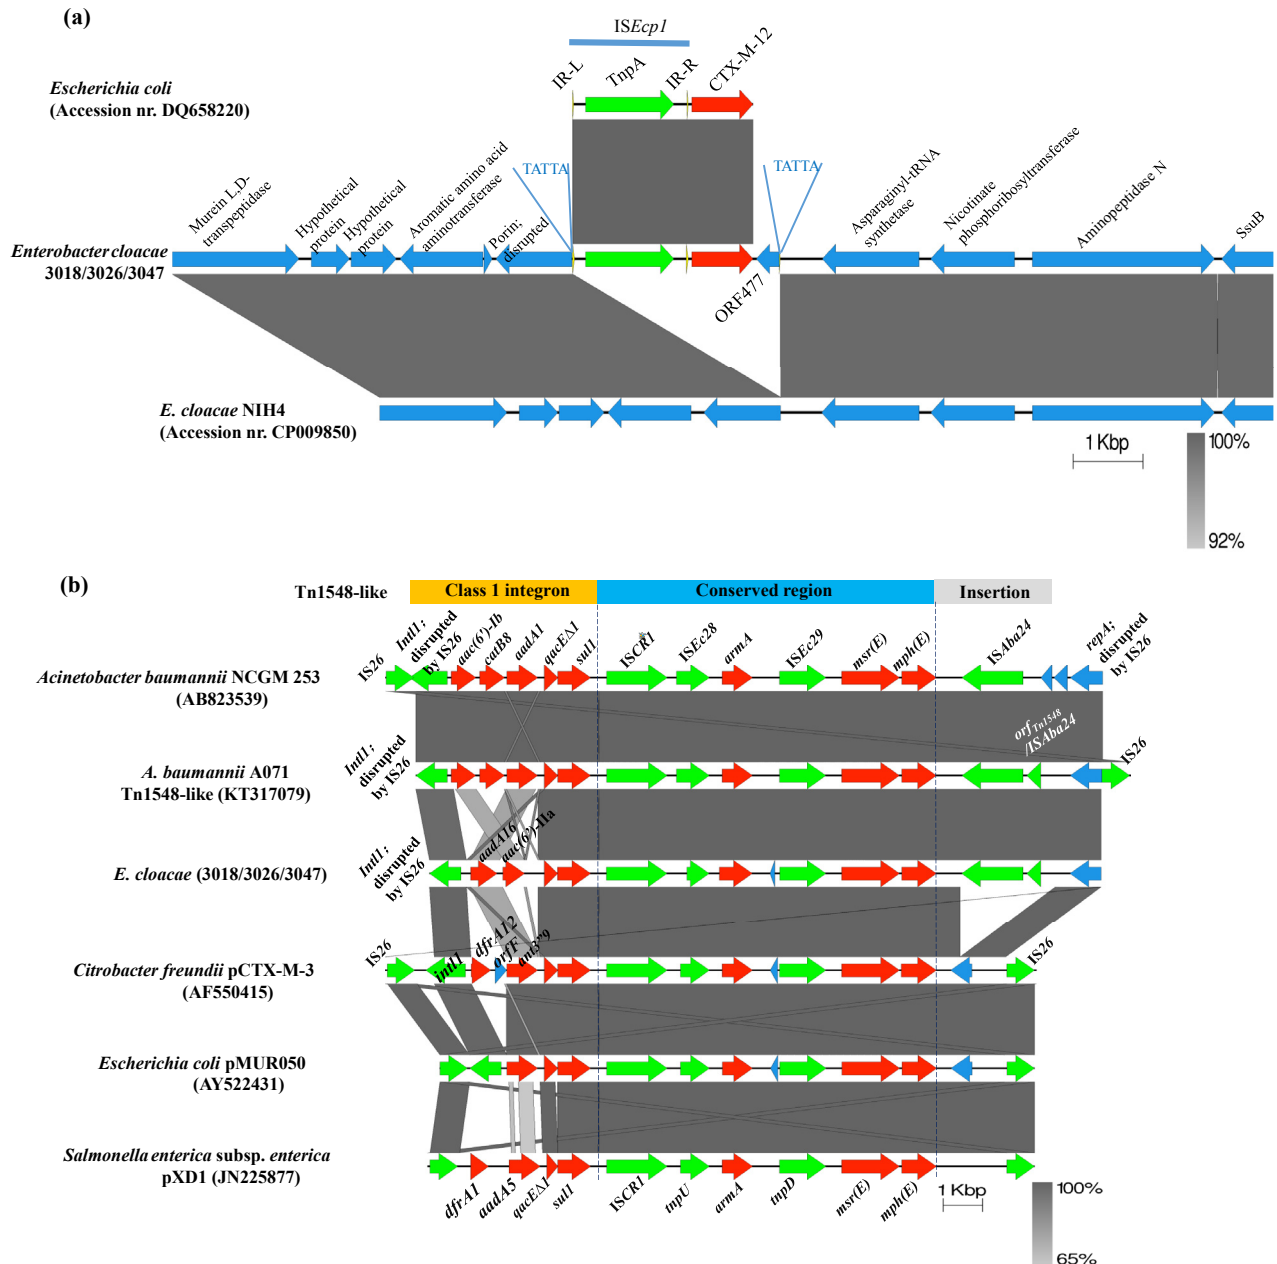 (a)
ISEcp1
IR-L
TnpA
IR-R
CTX-M-12
Escherichia coli
(Accession nr. DQ658220)
TATTA
TATTA
Murein L,D-
transpeptidase
Hypothetical
protein
Hypothetical
protein
Aromatic amino acid
aminotransferase
Porin;
disrupted
Asparaginyl-tRNA
synthetase
Nicotinate
phosphoribosyltransferase
Aminopeptidase N
SsuB
Enterobacter cloacae
3018/3026/3047
ORF477
E. cloacae NIH4
(Accession nr. CP009850)
1 Kbp
100%
92%
(b)
Tn1548-like
Class 1 integron
Conserved region
Insertion
IS26
Intl1;
disrupted
by IS26
aac(6')-Ib
catB8
aadA1
qacEΔ1
sul1
ISCR1
*
ISEc28
armA
ISEc29
msr(E)
mph(E)
ISAba24
repA;
disrupted
by IS26
Acinetobacter baumannii NCGM 253
(AB823539)
orfTn1548
/ISAba24
IS26
Intl1;
disrupted
by IS26
A. baumannii A071
Tn1548-like (KT317079)
Intl1;
disrupted
by IS26
aadA16
aac(6')-IIa
E. cloacae (3018/3026/3047)
IS26
intl1
dfrA12
orfF
ant3"9
IS26
Citrobacter freundii pCTX-M-3
(AF550415)
Escherichia coli pMUR050
(AY522431)
Salmonella enterica subsp. enterica
pXD1 (JN225877)
dfrA1
aadA5
qacEΔ1
sul1
ISCR1
tnpU
armA
tmpD
msr(E)
mph(E)
1 Kbp
100%
65%